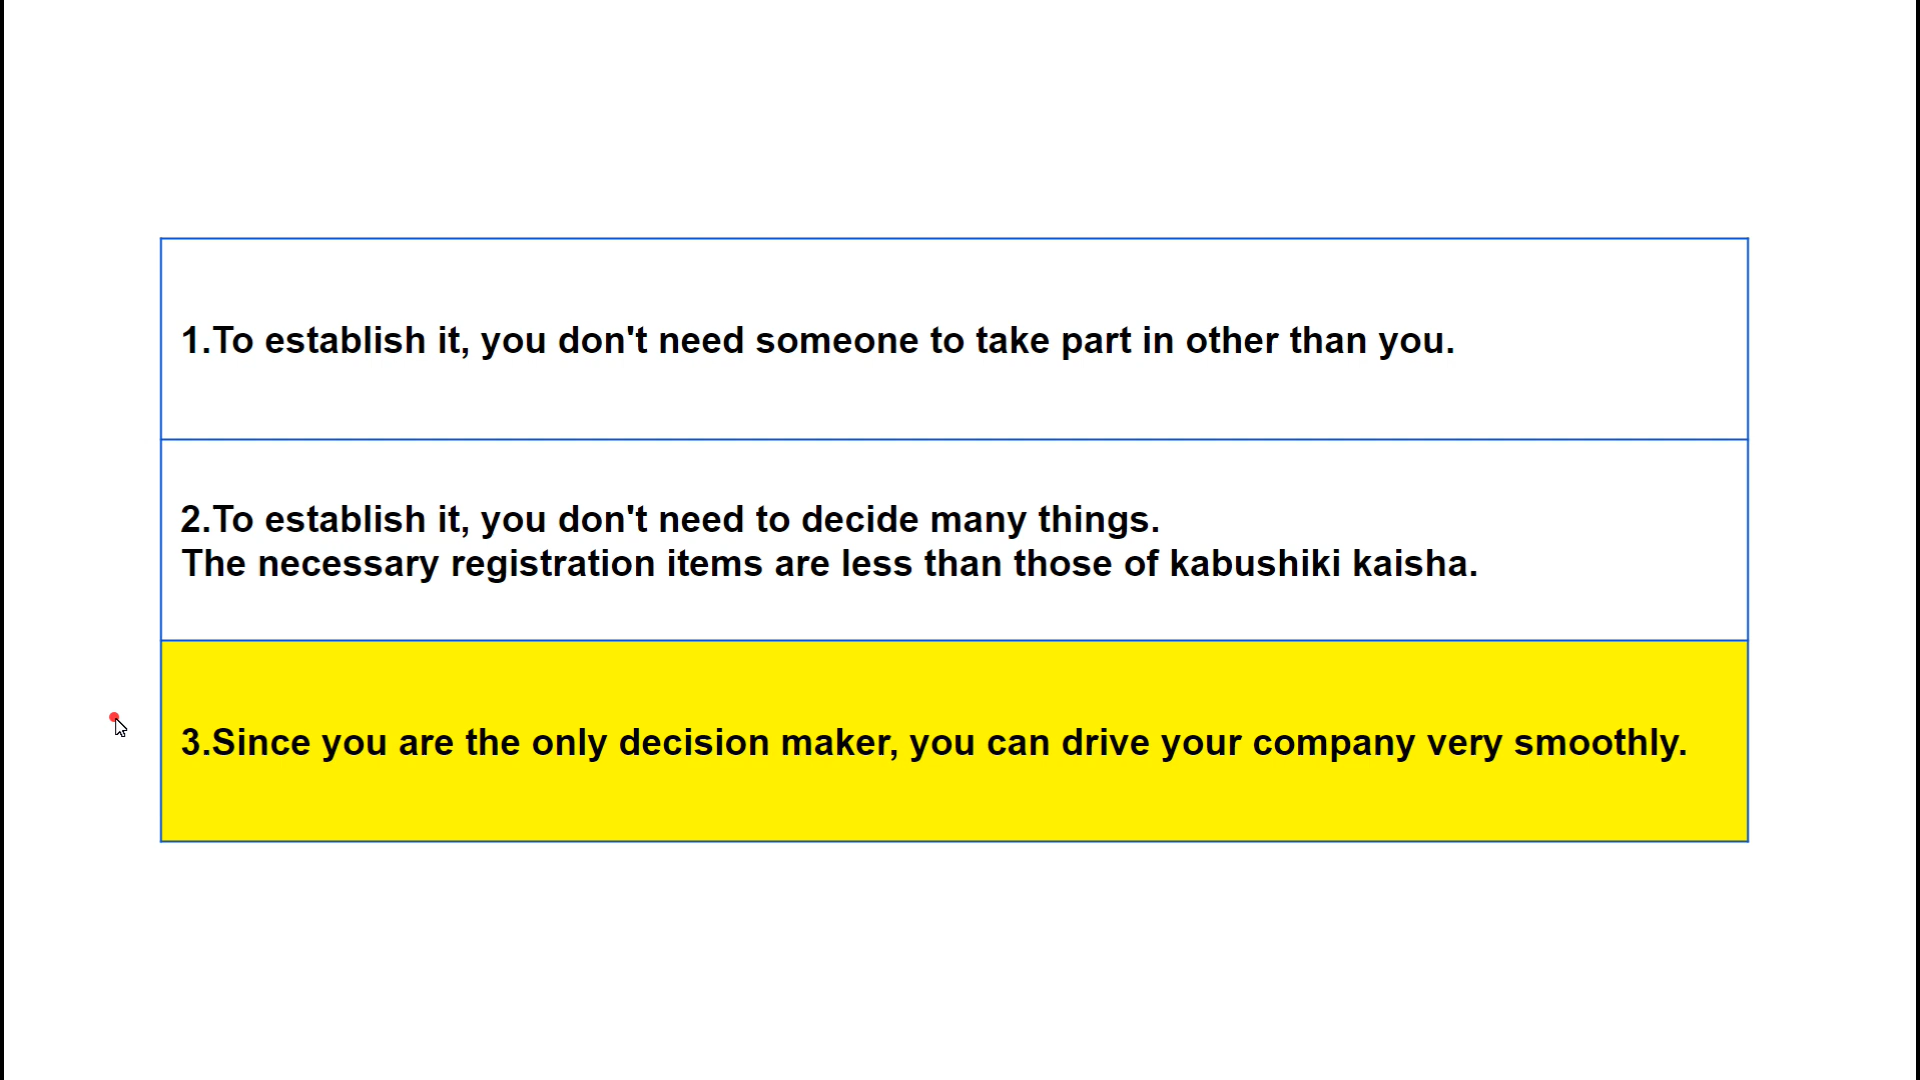 1.To establish it, you don't need someone to take part in other than you.
2.To establish it, you don't need to decide many things.
The necessary registration items are less than those of kabushiki kaisha.
3.Since you are the only decision maker, you can drive your company very smoothly.